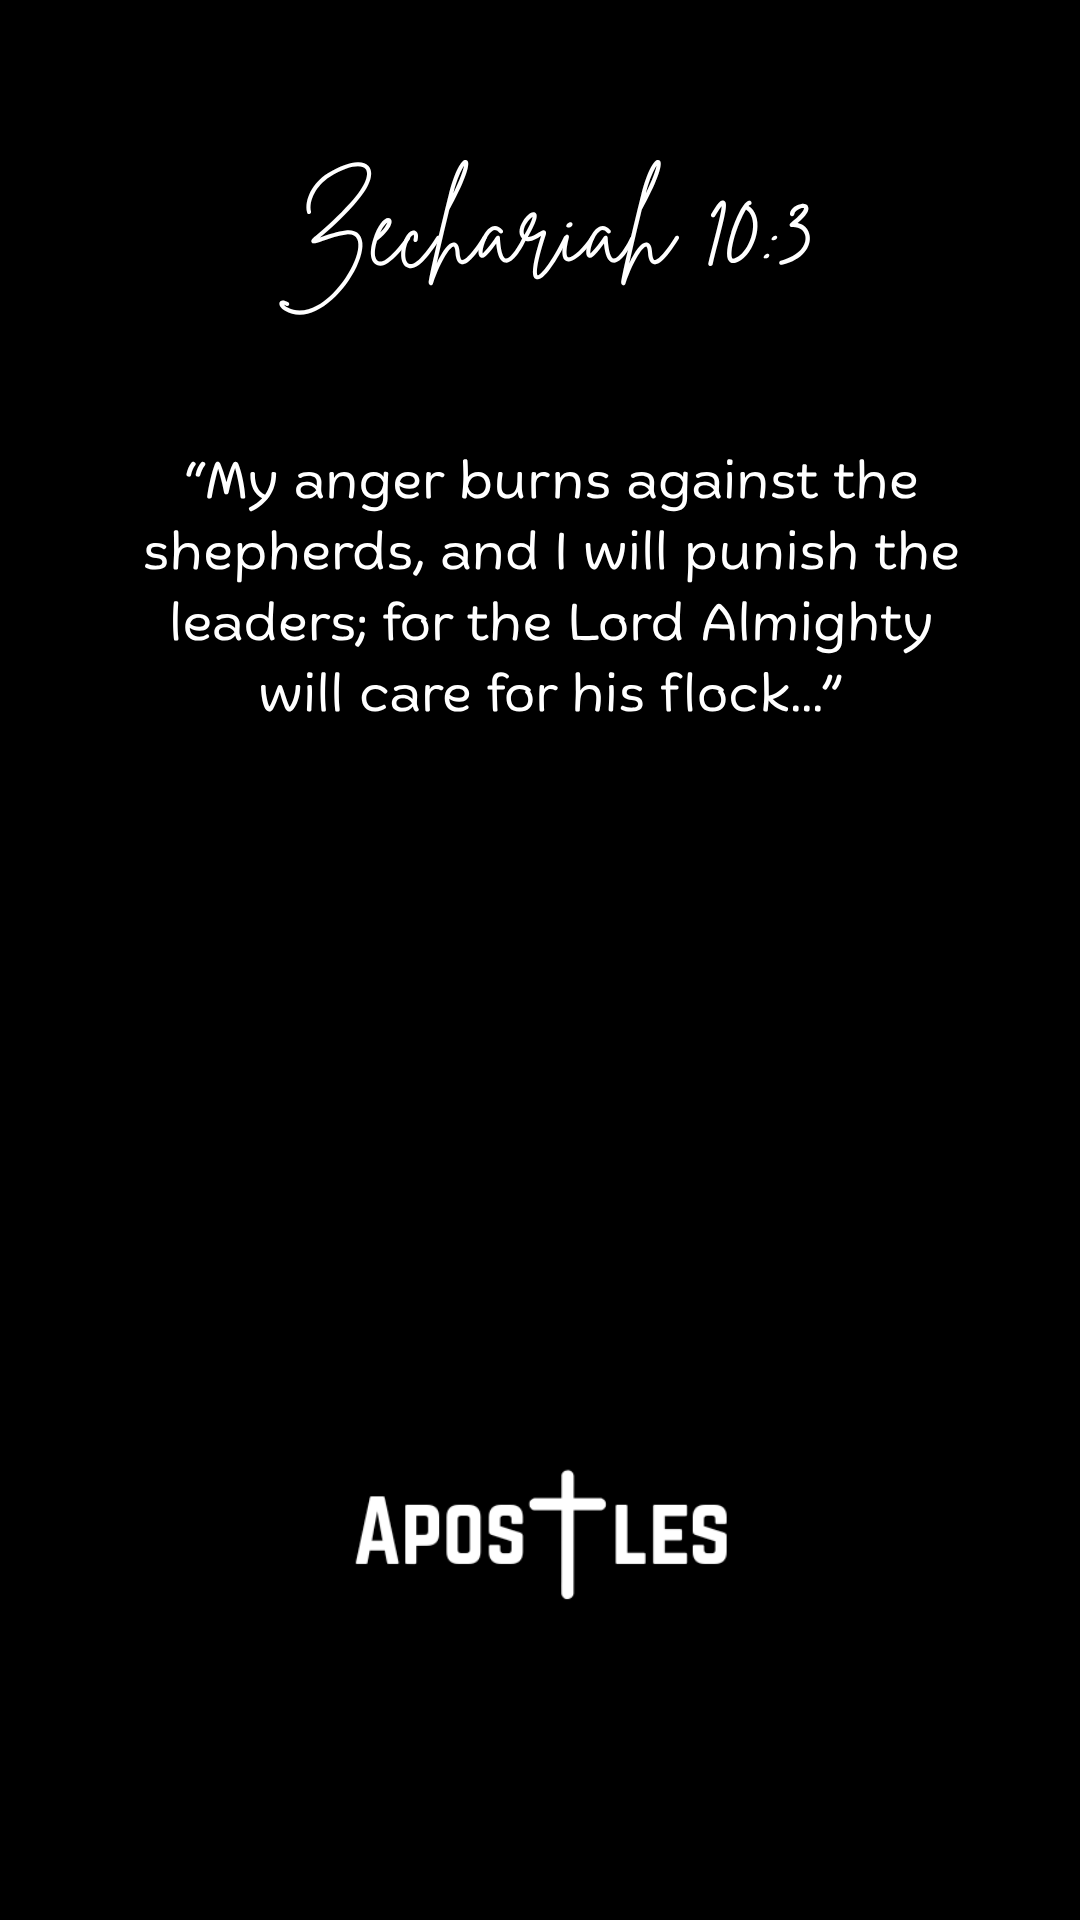 Zechariah 10:3
“My anger burns against the
shepherds, and I will punish the
leaders; for the Lord Almighty
will care for his flock...”
APOSTLES